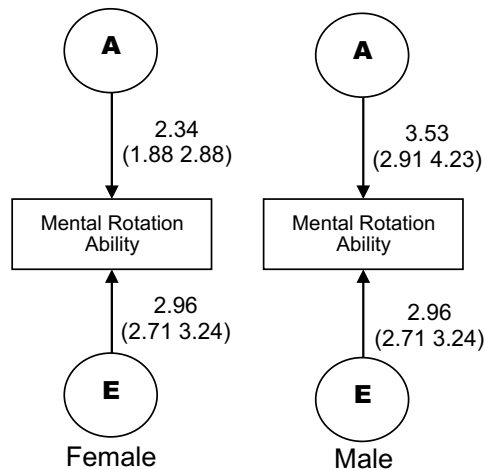 A
2.34
(1.88 2.88)
Mental Rotation
Ability
2.96
(2.71 3.24)
E
Female
A
3.53
(2.91 4.23)
Mental Rotation
Ability
2.96
(2.71 3.24)
E
Male